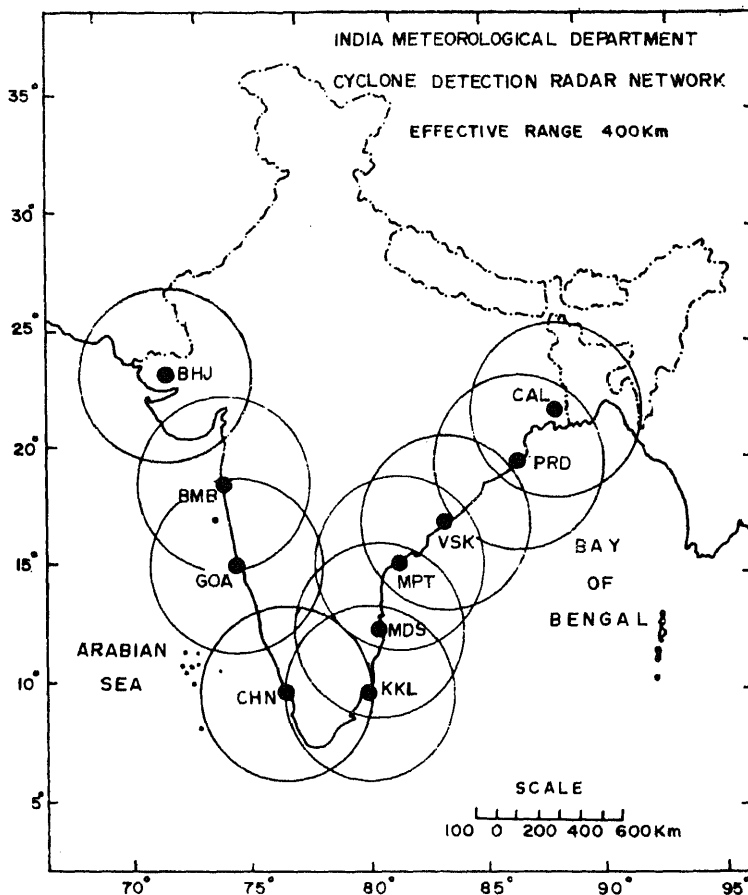 INDIA METEOROLOGICAL DEPARTMENT
CYCLONE DETECTION RADAR NETWORK
EFFECTIVE RANGE 400Km
35°
30°
25°
20°
15°
10°
5°
BHJ
CAL
BMB
PRD
VSK
GOA
MPT
BAY
OF
BENGAL
MDS
ARABIAN
SEA
CHN
KKL
SCALE
100 0 200 400 600Km
70° 75° 80° 85° 90° 95°